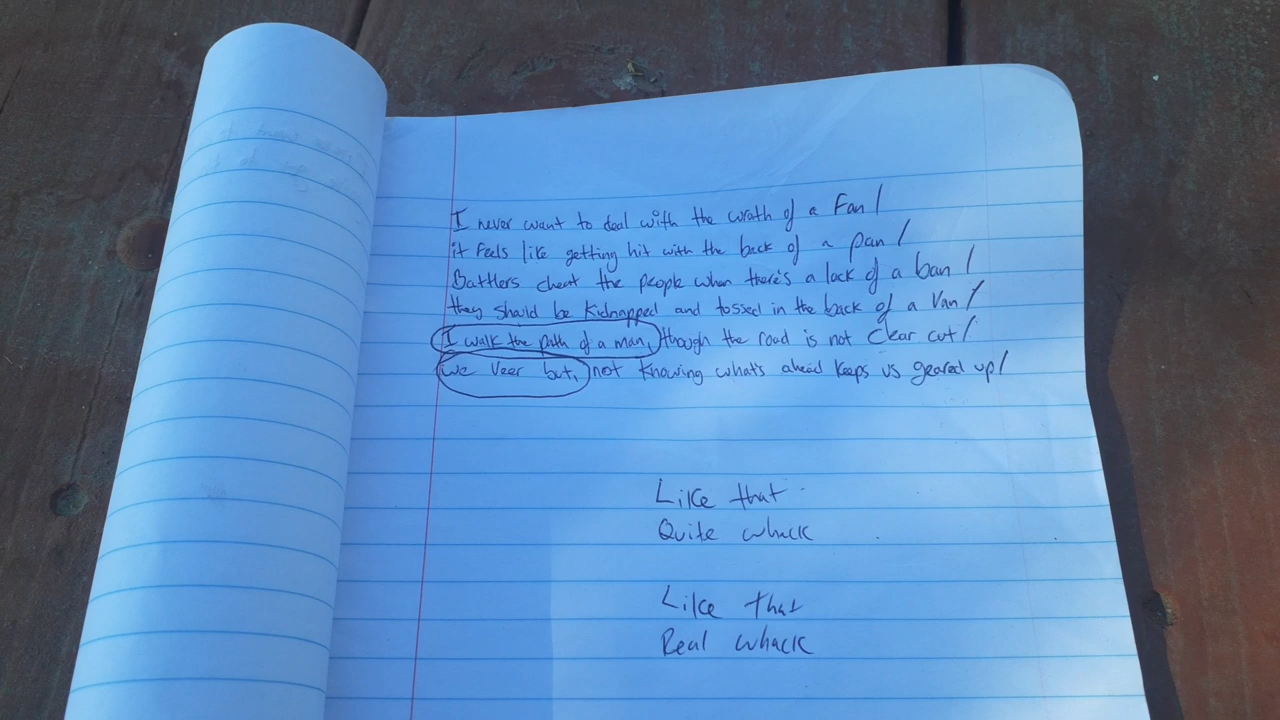 I never want to deal with the wrath of a Fan/
it feels like getting hit with the back of a pan/
Battlers cheat the people when there's a lack of a ban/
they should be kidnapped and tossed in the back of a Van/
I walk the path of a man, though the road is not clear cut/
we veer but, not knowing what's ahead keeps us geared up/
Like that
Quite whack
Like that
Real whack